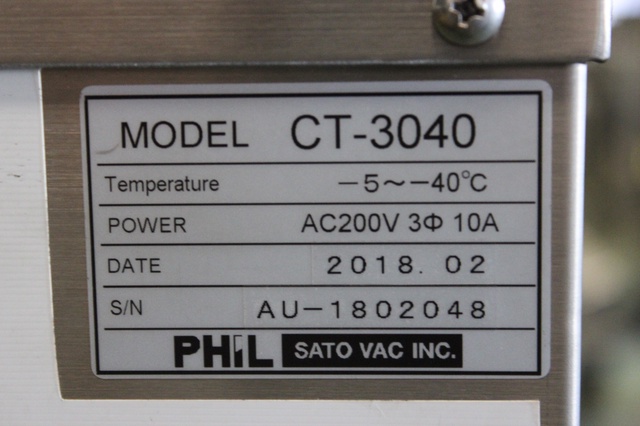 MODEL CT-3040
Temperature －5～－40℃
POWER AC200V 3Φ 10A
DATE 2018. 02
S/N AU－1802048
PHIL SATO VAC INC.